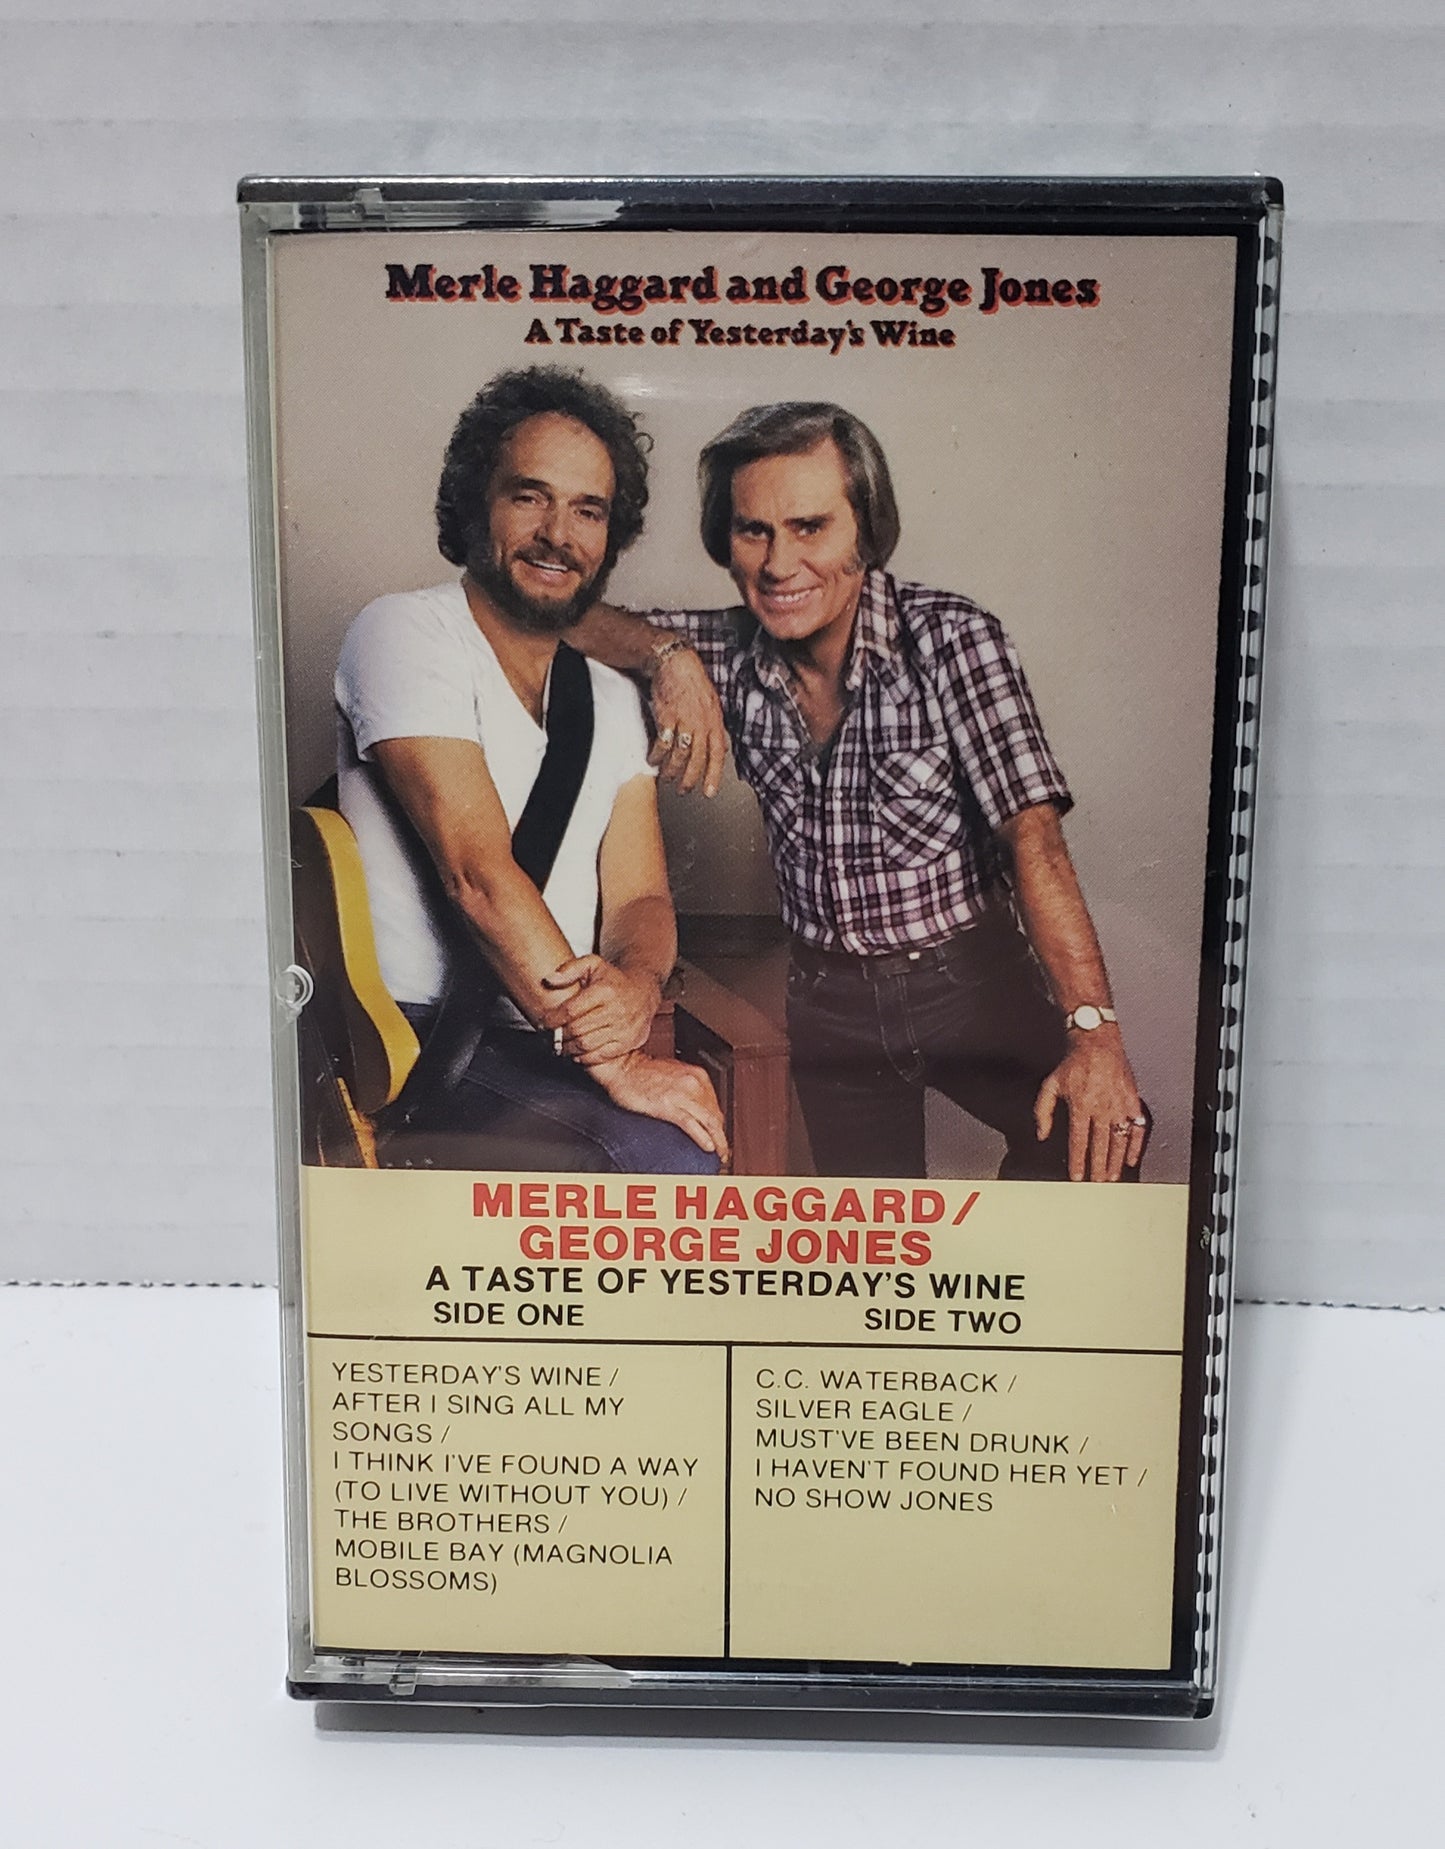 Merle Haggard and George Jones
A Taste of Yesterday's Wine
MERLE HAGGARD/
GEORGE JONES
A TASTE OF YESTERDAY'S WINE
SIDE ONE
YESTERDAY'S WINE /
AFTER I SING ALL MY
SONGS /
I THINK I'VE FOUND A WAY
(TO LIVE WITHOUT YOU) /
THE BROTHERS /
MOBILE BAY (MAGNOLIA
BLOSSOMS)
SIDE TWO
C.C. WATERBACK /
SILVER EAGLE /
MUST'VE BEEN DRUNK /
I HAVEN'T FOUND HER YET /
NO SHOW JONES